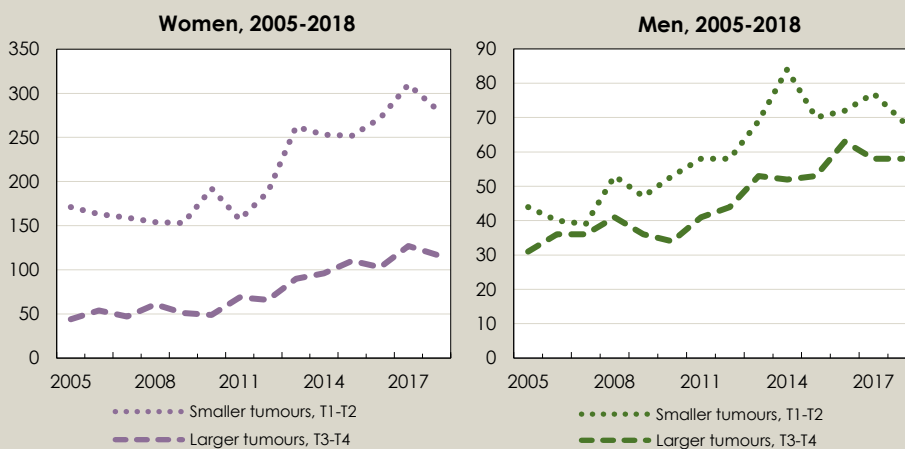 Women, 2005-2018
350
300
250
200
150
100
50
0
2005 2008 2011 2014 2017
Smaller tumours, T1-T2
Larger tumours, T3-T4
Men, 2005-2018
90
80
70
60
50
40
30
20
10
0
2005 2008 2011 2014 2017
Smaller tumours, T1-T2
Larger tumours, T3-T4